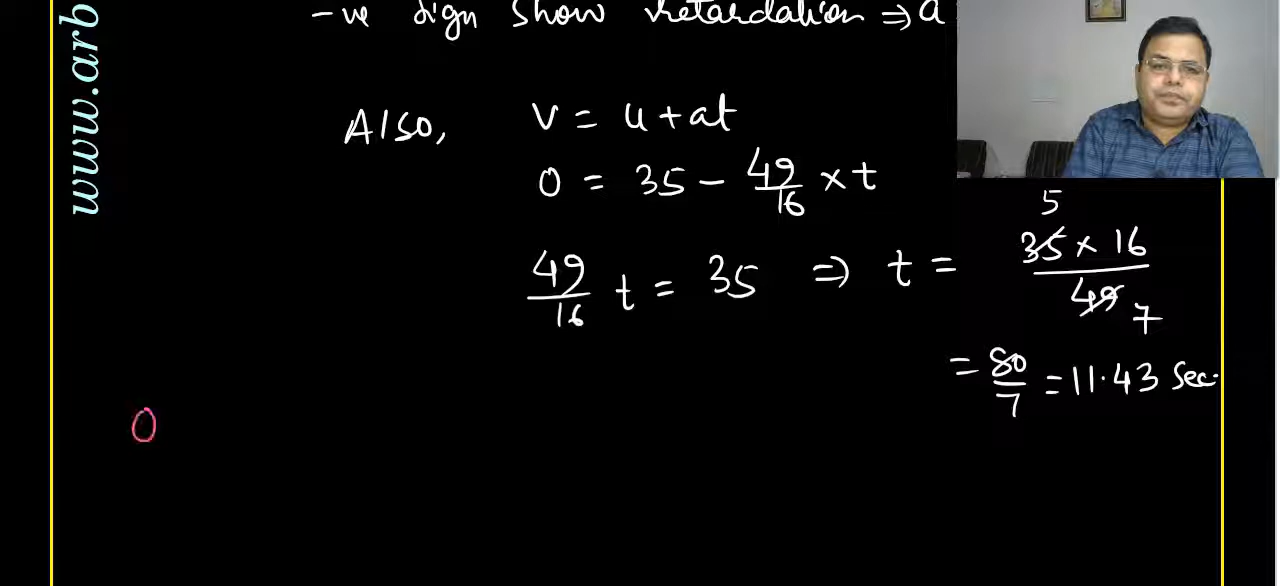 -ve sign show retardation ⇒ a
www.arb
Also, v = u + at
0 = 35 - 49/16 × t
49/16 t = 35 ⇒ t = 35 × 16 / 49
5
7
= 80/7 = 11.43 Sec.
0